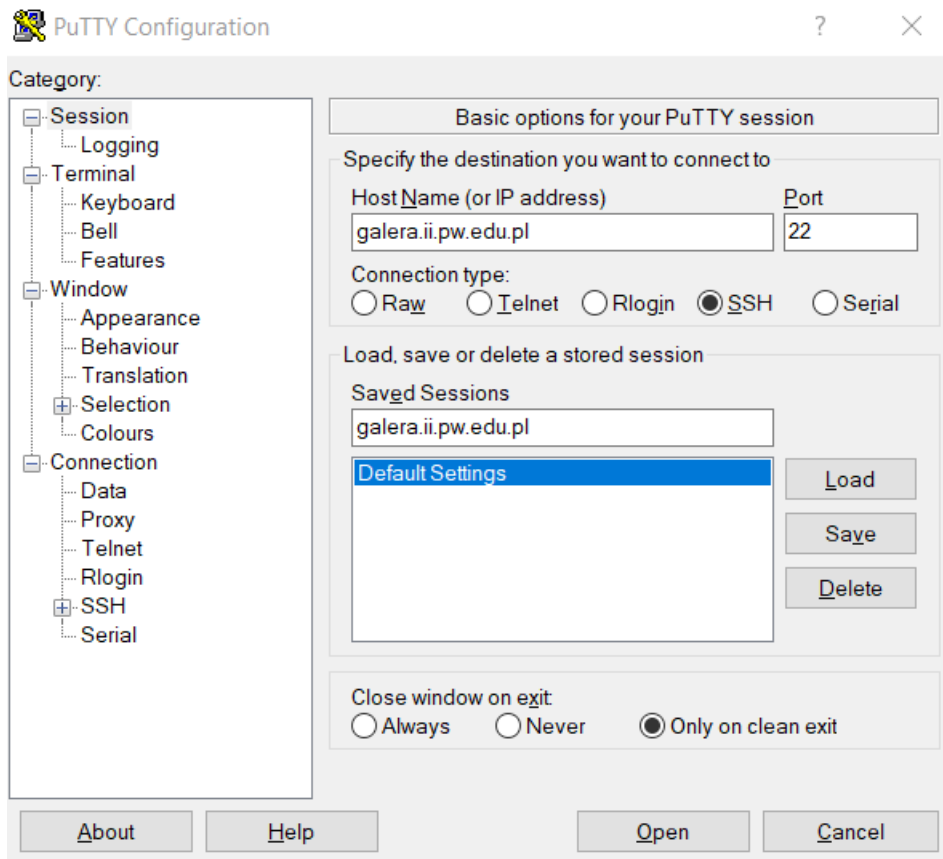 PuTTY Configuration
?
Category:
Session
Logging
Terminal
Keyboard
Bell
Features
Window
Appearance
Behaviour
Translation
Selection
Colours
Connection
Data
Proxy
Telnet
Rlogin
SSH
Serial
Basic options for your PuTTY session
Specify the destination you want to connect to
Host Name (or IP address) Port
galera.ii.pw.edu.pl 22
Connection type:
Raw Telnet Rlogin SSH Serial
Load, save or delete a stored session
Saved Sessions
galera.ii.pw.edu.pl
Default Settings
Load
Save
Delete
Close window on exit:
Always Never Only on clean exit
About Help Open Cancel